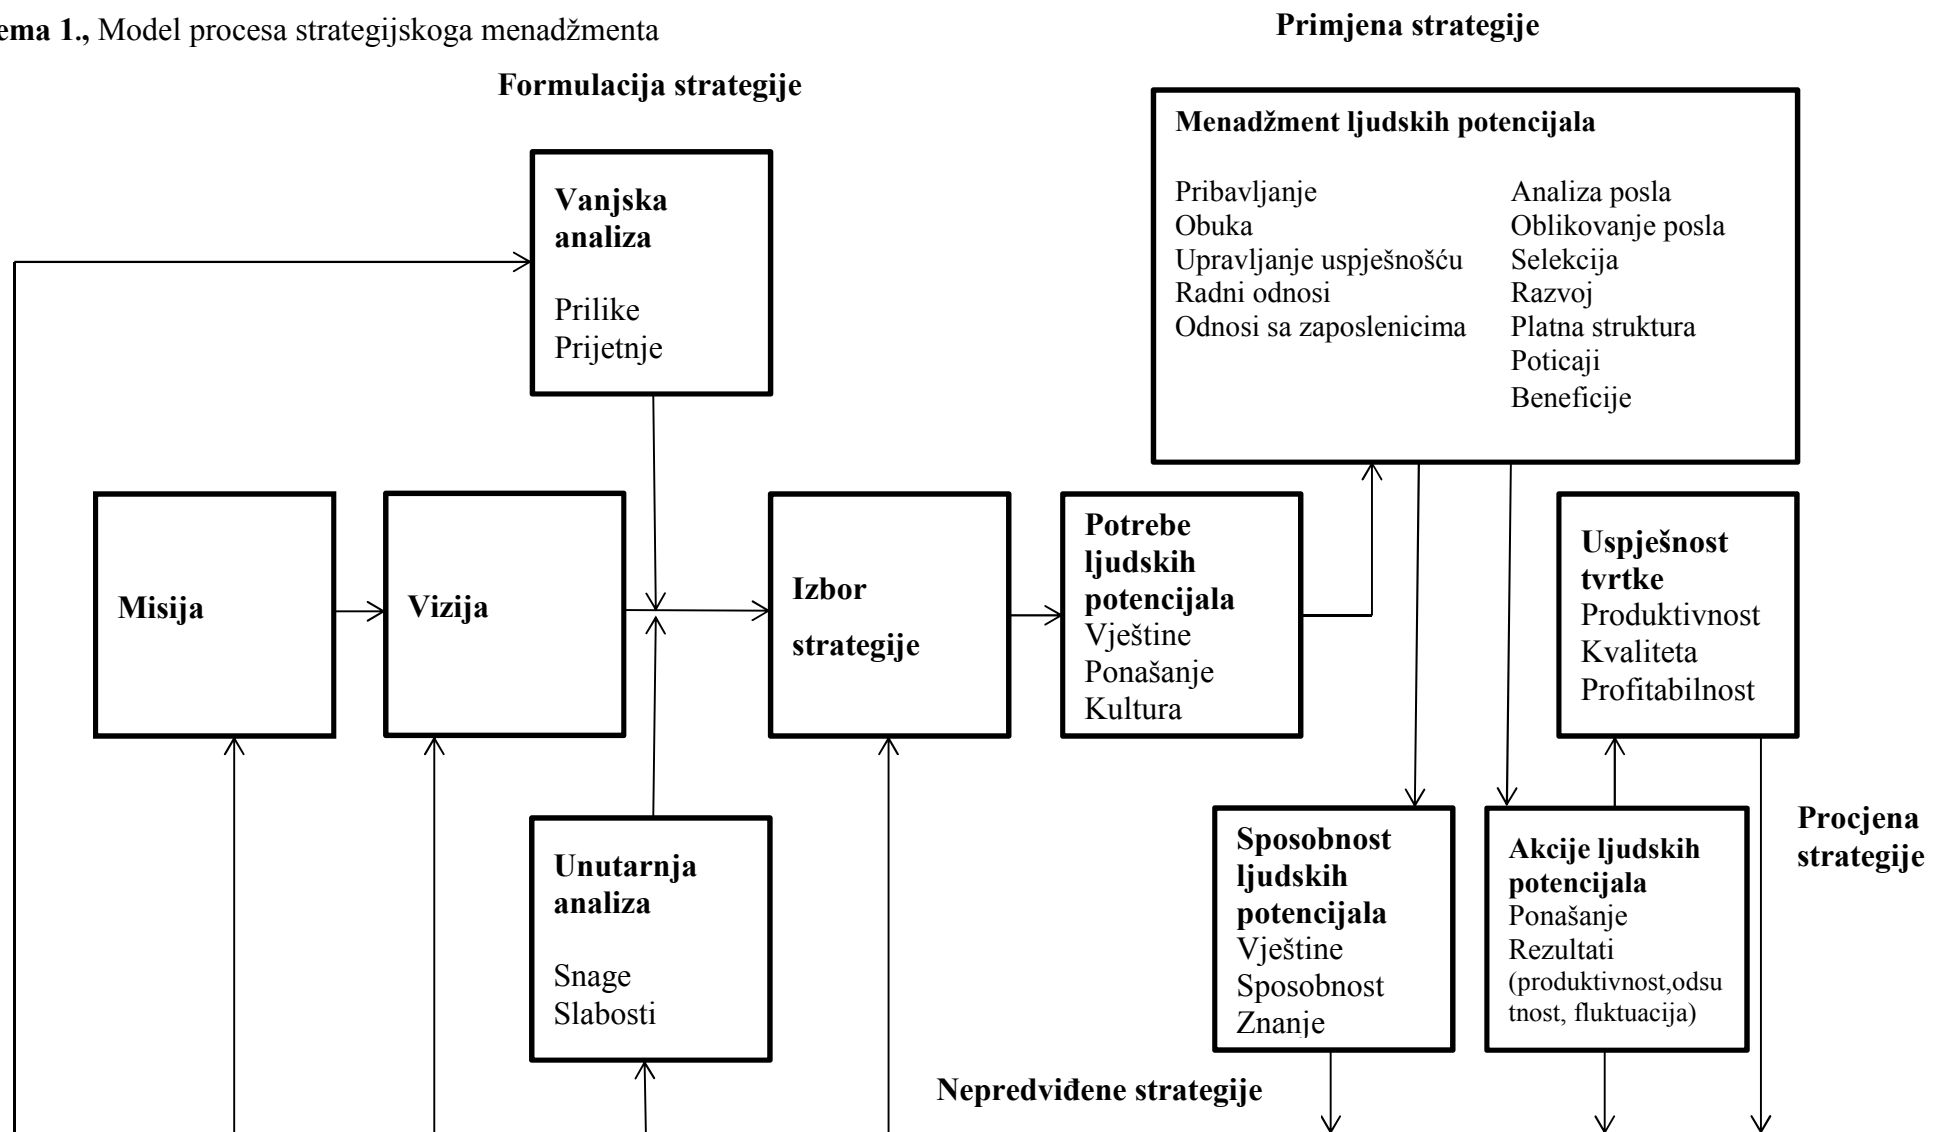 ema 1., Model procesa strategijskoga menadžmenta
Primjena strategije
Formulacija strategije
Menadžment ljudskih potencijala
Pribavljanje
Obuka
Upravljanje uspješnošću
Radni odnosi
Odnosi sa zaposlenicima
Analiza posla
Oblikovanje posla
Selekcija
Razvoj
Platna struktura
Poticaji
Beneficije
Vanjska
analiza
Prilike
Prijetnje
Misija
Vizija
Izbor
strategije
Potrebe
ljudskih
potencijala
Vještine
Ponašanje
Kultura
Uspješnost
tvrtke
Produktivnost
Kvaliteta
Profitabilnost
Unutarnja
analiza
Snage
Slabosti
Sposobnost
ljudskih
potencijala
Vještine
Sposobnost
Znanje
Akcije ljudskih
potencijala
Ponašanje
Rezultati
(produktivnost,odsu
tnost, fluktuacija)
Procjena
strategije
Nepredviđene strategije